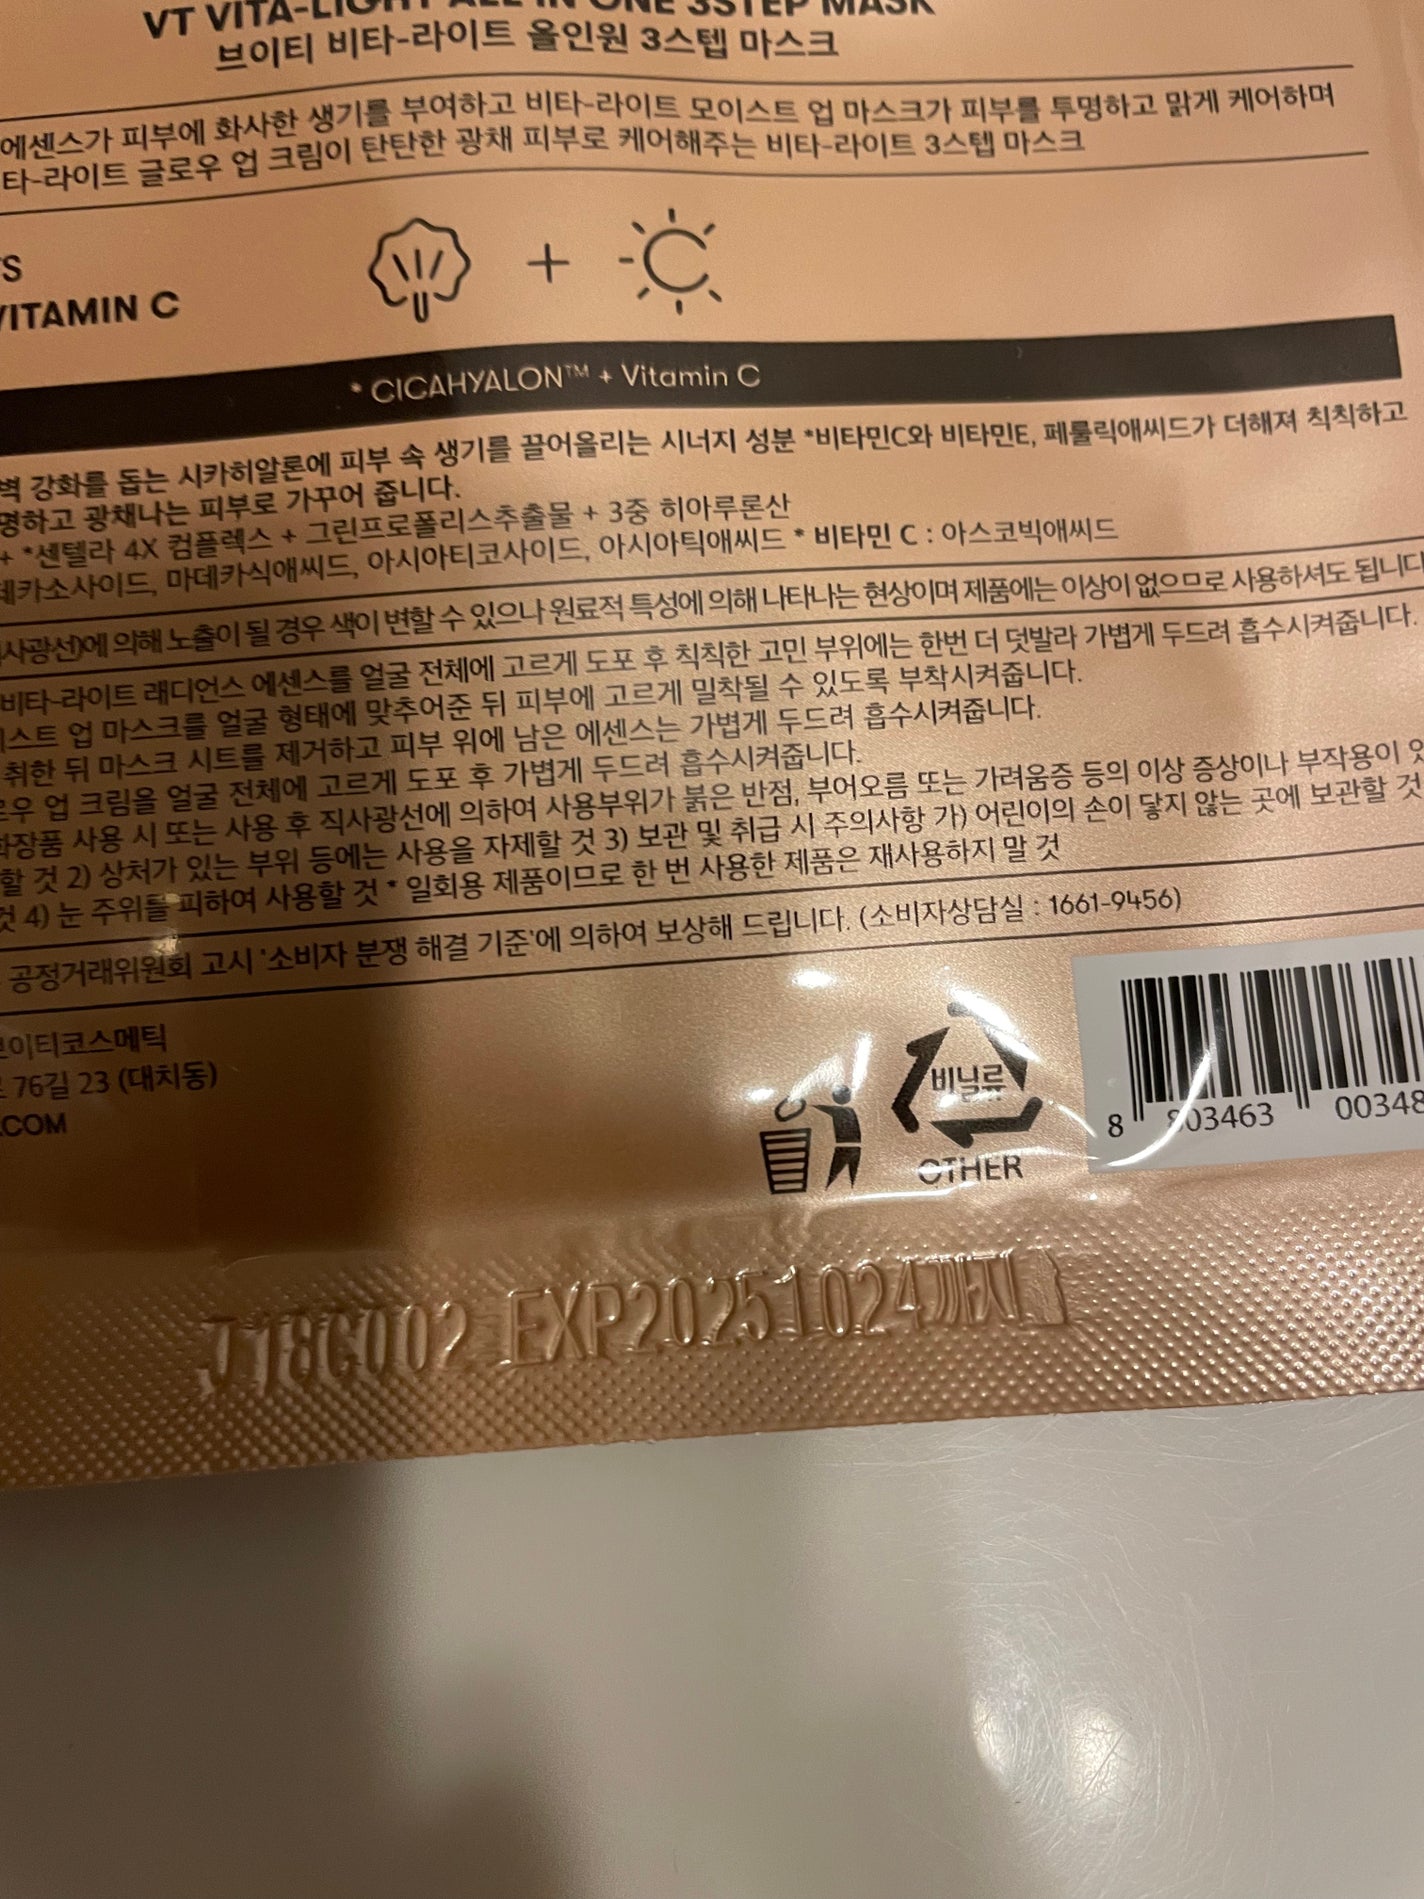 VT VITA-LIGHT ALL IN ONE 3STEP MASK
브이티 비타-라이트 올인원 3스텝 마스크
에센스가 피부에 화사한 생기를 부여하고 비타-라이트 모이스트 업 마스크가 피부를 투명하고 맑게 케어하며
타-라이트 글로우 업 크림이 탄탄한 광채 피부로 케어해주는 비타-라이트 3스텝 마스크
TS
VITAMIN C
* CICAHYALON™ + Vitamin C
벽 강화를 돕는 시카히알론에 피부 속 생기를 끌어올리는 시너지 성분 *비타민C와 비타민E, 페룰릭애씨드가 더해져 칙칙하고
명하고 광채나는 피부로 가꾸어 줍니다.
+ *센텔라 4X 컴플렉스 + 그린프로폴리스추출물 + 3중 히아루론산
데카소사이드, 마데카식애씨드, 아시아티코사이드, 아시아틱애씨드 * 비타민 C : 아스코빅애씨드
사광선)에 의해 노출이 될 경우 색이 변할 수 있으나 원료적 특성에 의해 나타나는 현상이며 제품에는 이상이 없으므로 사용하셔도 됩니다
비타-라이트 래디언스 에센스를 얼굴 전체에 고르게 도포 후 칙칙한 고민 부위에는 한번 더 덧발라 가볍게 두드려 흡수시켜줍니다.
이스트 업 마스크를 얼굴 형태에 맞추어준 뒤 피부에 고르게 밀착될 수 있도록 부착시켜줍니다.
취한 뒤 마스크 시트를 제거하고 피부 위에 남은 에센스는 가볍게 두드려 흡수시켜줍니다.
로우 업 크림을 얼굴 전체에 고르게 도포 후 가볍게 두드려 흡수시켜줍니다.
화장품 사용 시 또는 사용 후 직사광선에 의하여 사용부위가 붉은 반점, 부어오름 또는 가려움증 등의 이상 증상이나 부작용이 있
할 것 2) 상처가 있는 부위 등에는 사용을 자제할 것 3) 보관 및 취급 시 주의사항 가) 어린이의 손이 닿지 않는 곳에 보관할 것
것 4) 눈 주위를 피하여 사용할 것 * 일회용 제품이므로 한 번 사용한 제품은 재사용하지 말 것
공정거래위원회 고시 '소비자 분쟁 해결 기준'에 의하여 보상해 드립니다. (소비자상담실 : 1661-9456)
브이티코스메틱
로 76길 23 (대치동)
.COM
비닐류
OTHER
8 803463 00348
J18G002 EXP20251024까지